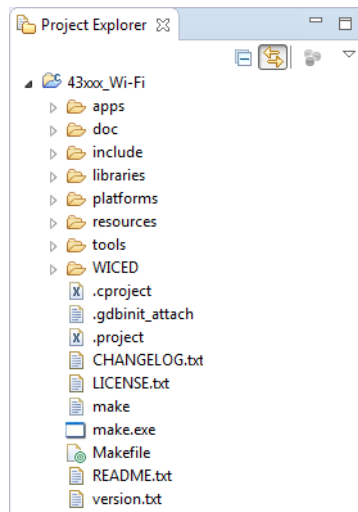 Project Explorer
43xxx_Wi-Fi
apps
doc
include
libraries
platforms
resources
tools
WICED
.cproject
.gdbinit_attach
.project
CHANGELOG.txt
LICENSE.txt
make
make.exe
Makefile
README.txt
version.txt